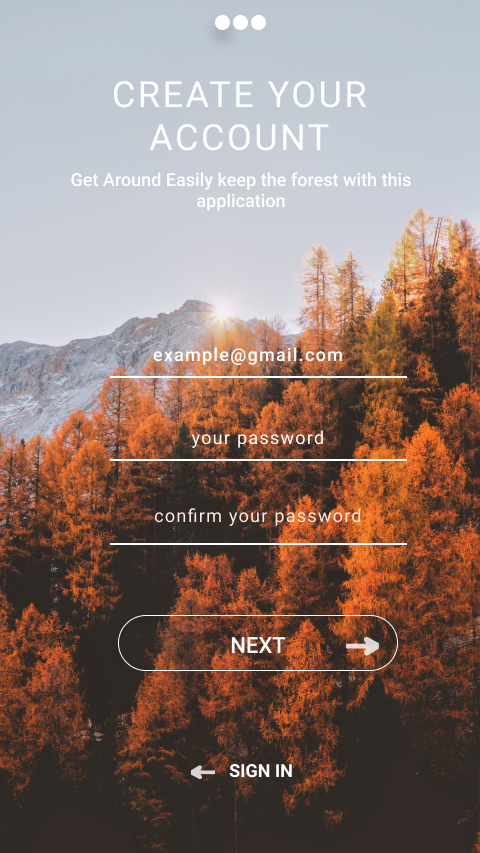 CREATE YOUR
ACCOUNT
Get Around Easily keep the forest with this
application
example@gmail.com
your password
confirm your password
NEXT
SIGN IN